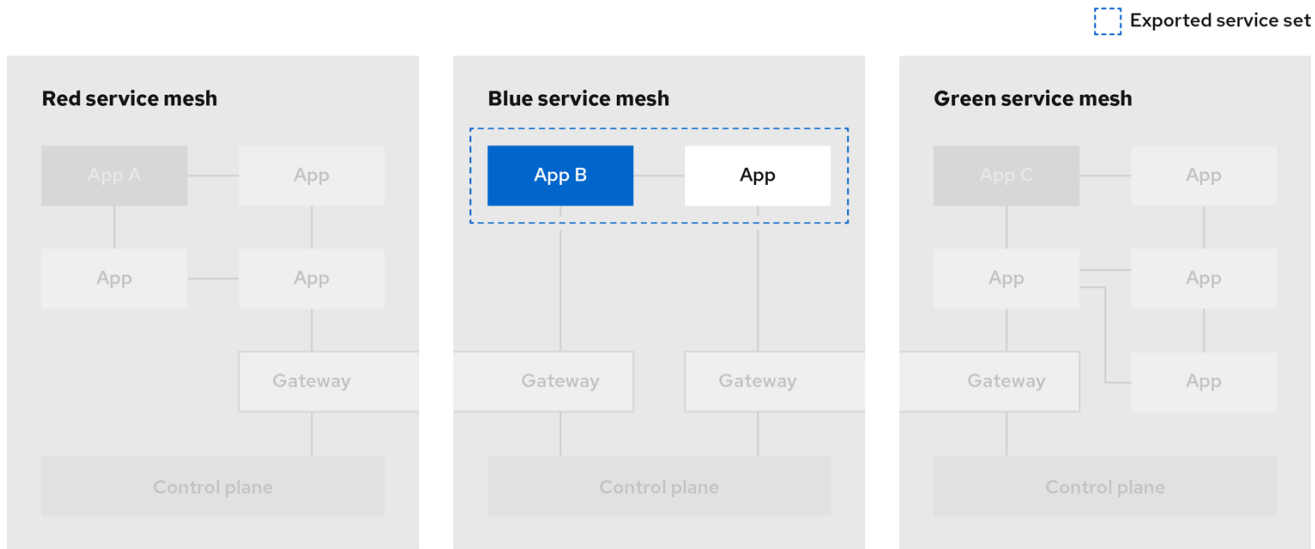 Exported service set
Red service mesh
App A
App
App
App
Gateway
Control plane
Blue service mesh
App B
App
Gateway
Gateway
Control plane
Green service mesh
App C
App
App
App
Gateway
App
Control plane